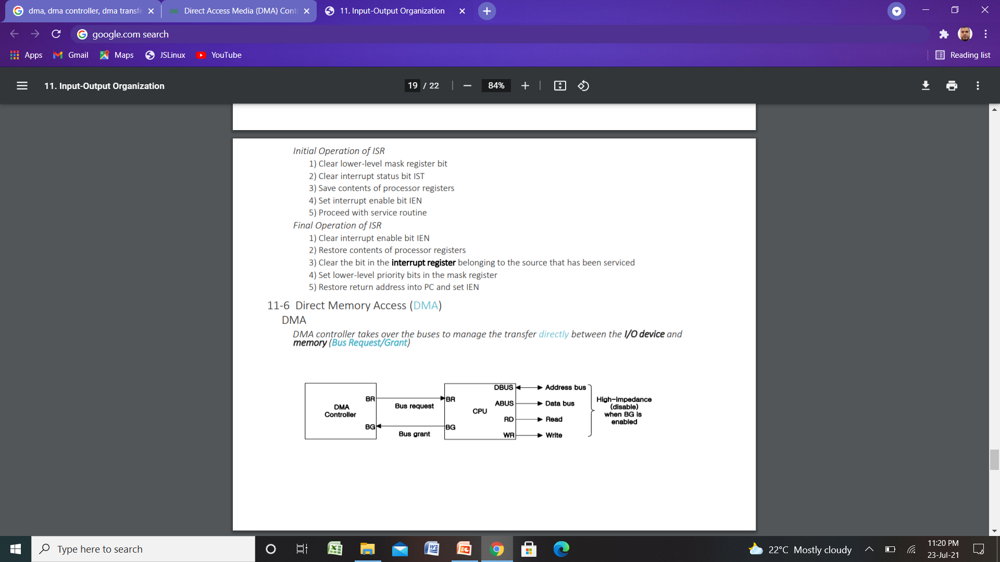 dma, dma controller, dma transfe
Direct Access Media (DMA) Cont
11. Input-Output Organization
google.com search
Apps
Gmail
Maps
JSLinux
YouTube
Reading list
11. Input-Output Organization
19 / 22
84%
Initial Operation of ISR
1) Clear lower-level mask register bit
2) Clear interrupt status bit IST
3) Save contents of processor registers
4) Set interrupt enable bit IEN
5) Proceed with service routine
Final Operation of ISR
1) Clear interrupt enable bit IEN
2) Restore contents of processor registers
3) Clear the bit in the interrupt register belonging to the source that has been serviced
4) Set lower-level priority bits in the mask register
5) Restore return address into PC and set IEN
11-6 Direct Memory Access (DMA)
DMA
DMA controller takes over the buses to manage the transfer directly between the I/O device and
memory (Bus Request/Grant)
DMA
Controller
BR
BG
Bus request
Bus grant
BR
BG
CPU
DBUS
ABUS
RD
WR
Address bus
Data bus
Read
Write
High-impedance
(disable)
when BG is
enabled
Type here to search
22°C Mostly cloudy
11:20 PM
23-Jul-21